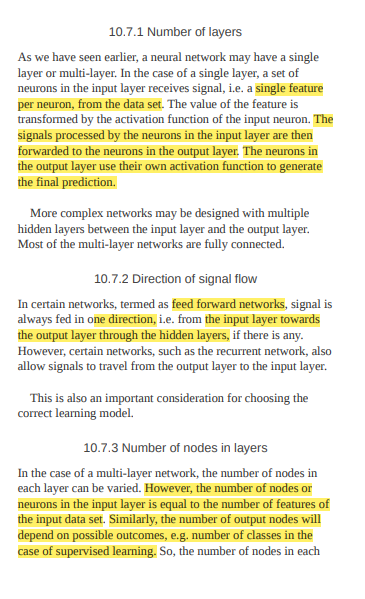 10.7.1 Number of layers
As we have seen earlier, a neural network may have a single
layer or multi-layer. In the case of a single layer, a set of
neurons in the input layer receives signal, i.e. a single feature
per neuron, from the data set. The value of the feature is
transformed by the activation function of the input neuron. The
signals processed by the neurons in the input layer are then
forwarded to the neurons in the output layer. The neurons in
the output layer use their own activation function to generate
the final prediction.
More complex networks may be designed with multiple
hidden layers between the input layer and the output layer.
Most of the multi-layer networks are fully connected.
10.7.2 Direction of signal flow
In certain networks, termed as feed forward networks, signal is
always fed in one direction, i.e. from the input layer towards
the output layer through the hidden layers, if there is any.
However, certain networks, such as the recurrent network, also
allow signals to travel from the output layer to the input layer.
This is also an important consideration for choosing the
correct learning model.
10.7.3 Number of nodes in layers
In the case of a multi-layer network, the number of nodes in
each layer can be varied. However, the number of nodes or
neurons in the input layer is equal to the number of features of
the input data set. Similarly, the number of output nodes will
depend on possible outcomes, e.g. number of classes in the
case of supervised learning. So, the number of nodes in each